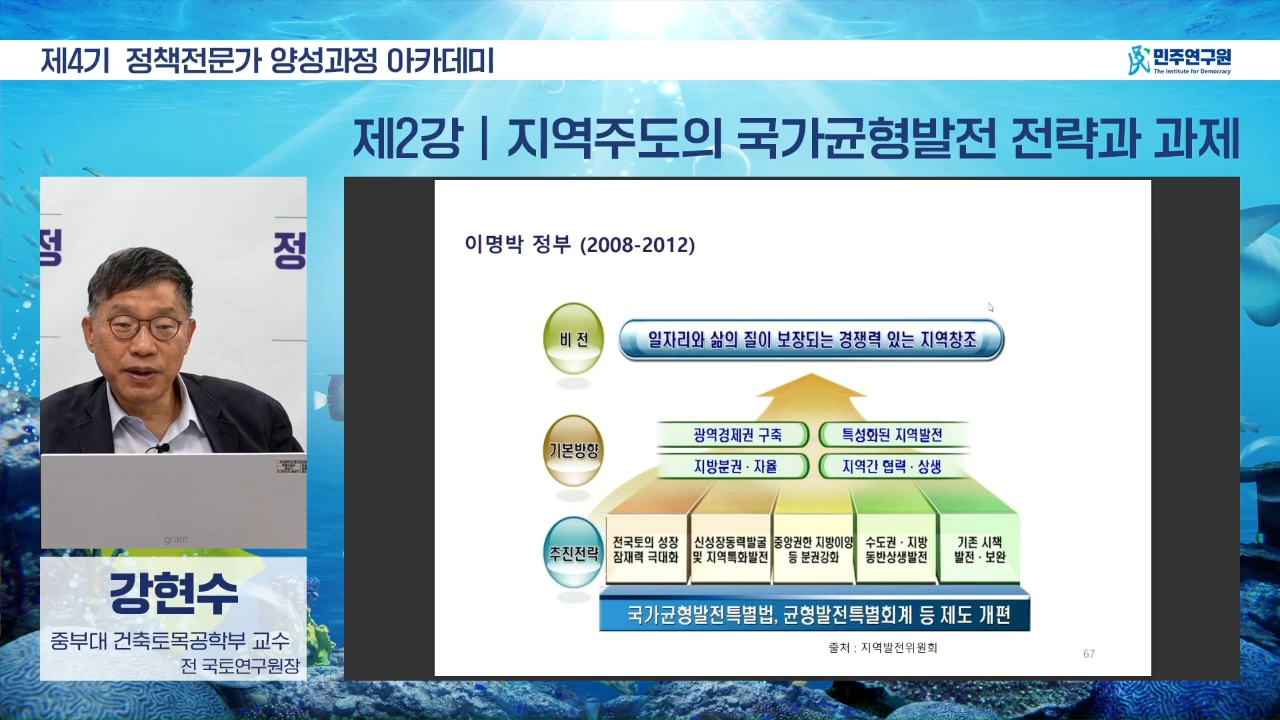 제4기 정책전문가 양성과정 아카데미
민주연구원
The Institute for Democracy
제2강 | 지역주도의 국가균형발전 전략과 과제
정
정
gram
강현수
중부대 건축토목공학부 교수
전 국토연구원장
이명박 정부 (2008-2012)
비 전
일자리와 삶의 질이 보장되는 경쟁력 있는 지역창조
기본방향
광역경제권 구축
특성화된 지역발전
지방분권 · 자율
지역간 협력 · 상생
추진전략
전국토의 성장
잠재력 극대화
신성장동력발굴
및 지역특화발전
중앙권한 지방이양
등 분권강화
수도권 · 지방
동반상생발전
기존 시책
발전 · 보완
국가균형발전특별법, 균형발전특별회계 등 제도 개편
출처 : 지역발전위원회
67